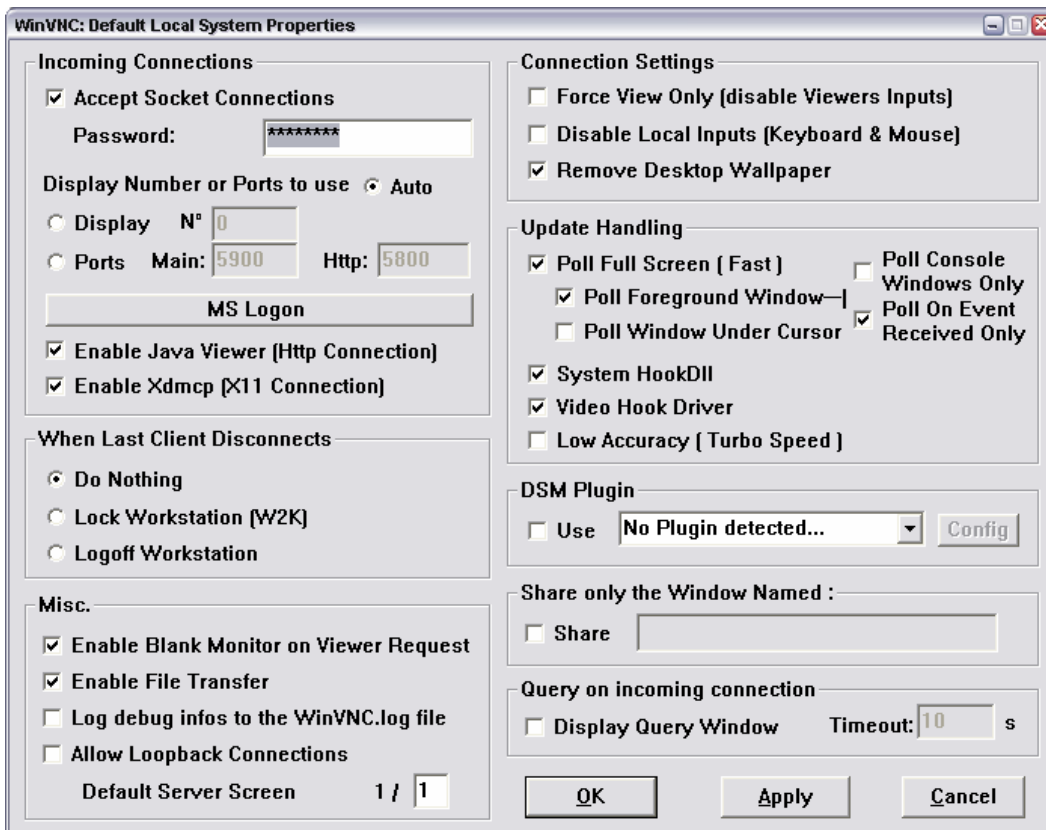 WinVNC: Default Local System Properties
Incoming Connections
Accept Socket Connections
Password: ********
Display Number or Ports to use Auto
Display N° 0
Ports Main: 5900 Http: 5800
MS Logon
Enable Java Viewer (Http Connection)
Enable Xdmcp (X11 Connection)
When Last Client Disconnects
Do Nothing
Lock Workstation (W2K)
Logoff Workstation
Misc.
Enable Blank Monitor on Viewer Request
Enable File Transfer
Log debug infos to the WinVNC.log file
Allow Loopback Connections
Default Server Screen 1 / 1
Connection Settings
Force View Only (disable Viewers Inputs)
Disable Local Inputs (Keyboard & Mouse)
Remove Desktop Wallpaper
Update Handling
Poll Full Screen ( Fast )
Poll Foreground Window—|
Poll Window Under Cursor
Poll Console
Windows Only
Poll On Event
Received Only
System HookDll
Video Hook Driver
Low Accuracy ( Turbo Speed )
DSM Plugin
Use No Plugin detected... Config
Share only the Window Named :
Share
Query on incoming connection
Display Query Window Timeout: 10 s
OK Apply Cancel